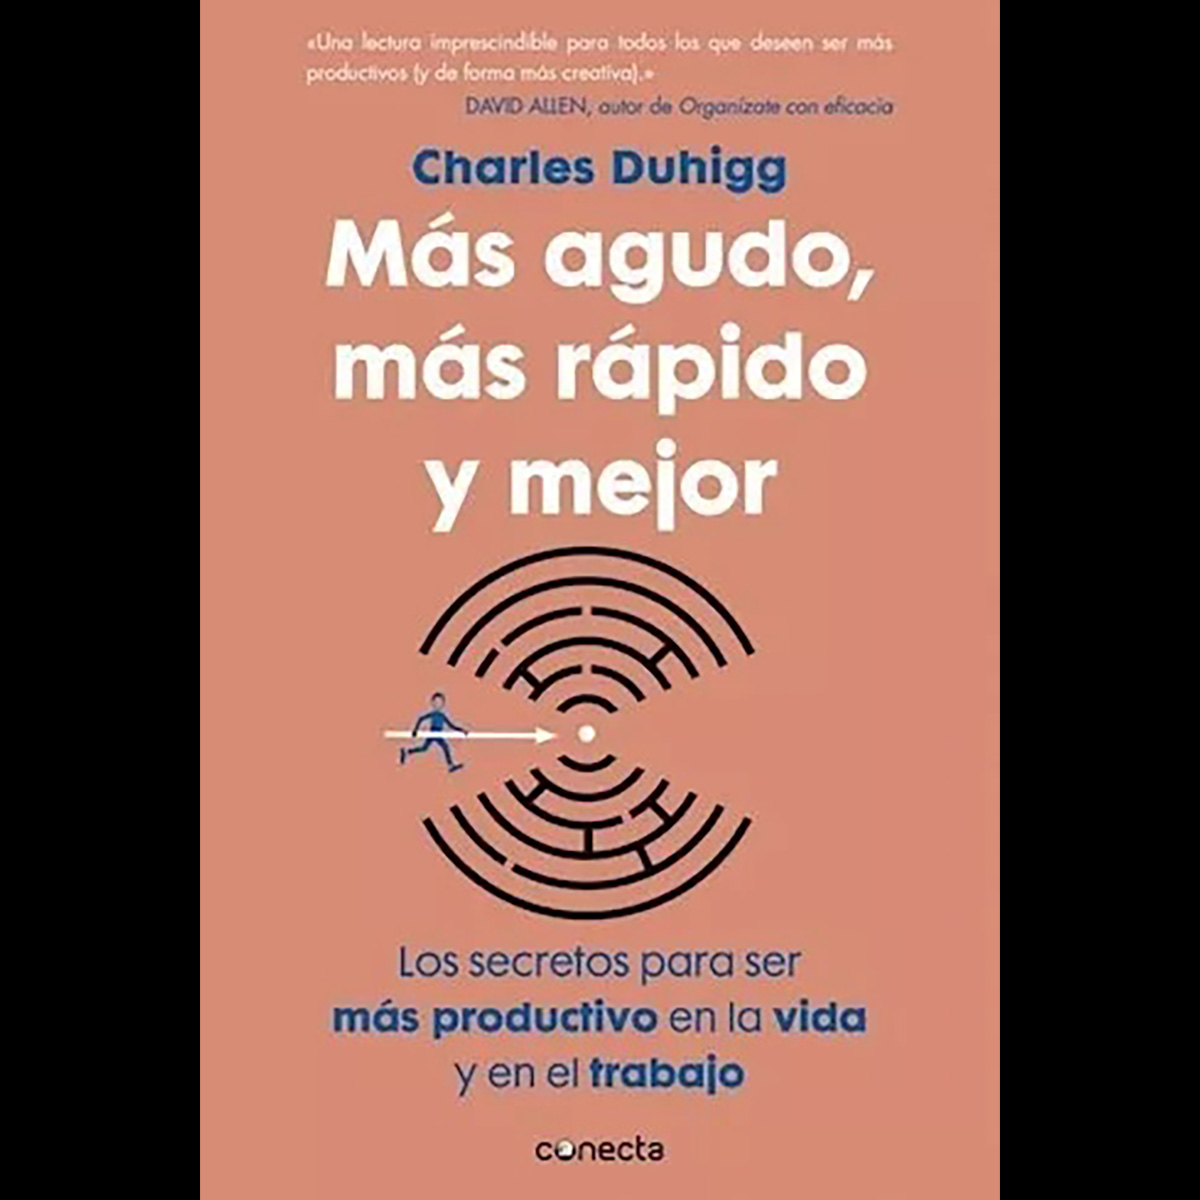 «Una lectura imprescindible para todos los que deseen ser más
productivos (y de forma más creativa).»
DAVID ALLEN, autor de Organízate con eficacia
Charles Duhigg
Más agudo,
más rápido
y mejor
Los secretos para ser
más productivo en la vida
y en el trabajo
conecta